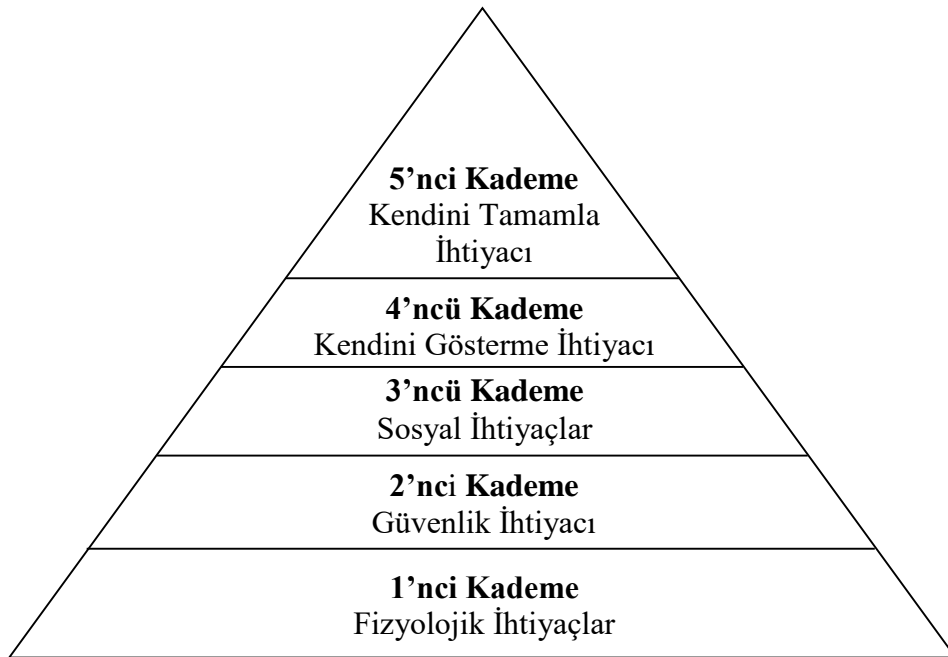 5’nci Kademe
Kendini Tamamla
İhtiyacı
4’ncü Kademe
Kendini Gösterme İhtiyacı
3’ncü Kademe
Sosyal İhtiyaçlar
2’nci Kademe
Güvenlik İhtiyacı
1’nci Kademe
Fizyolojik İhtiyaçlar